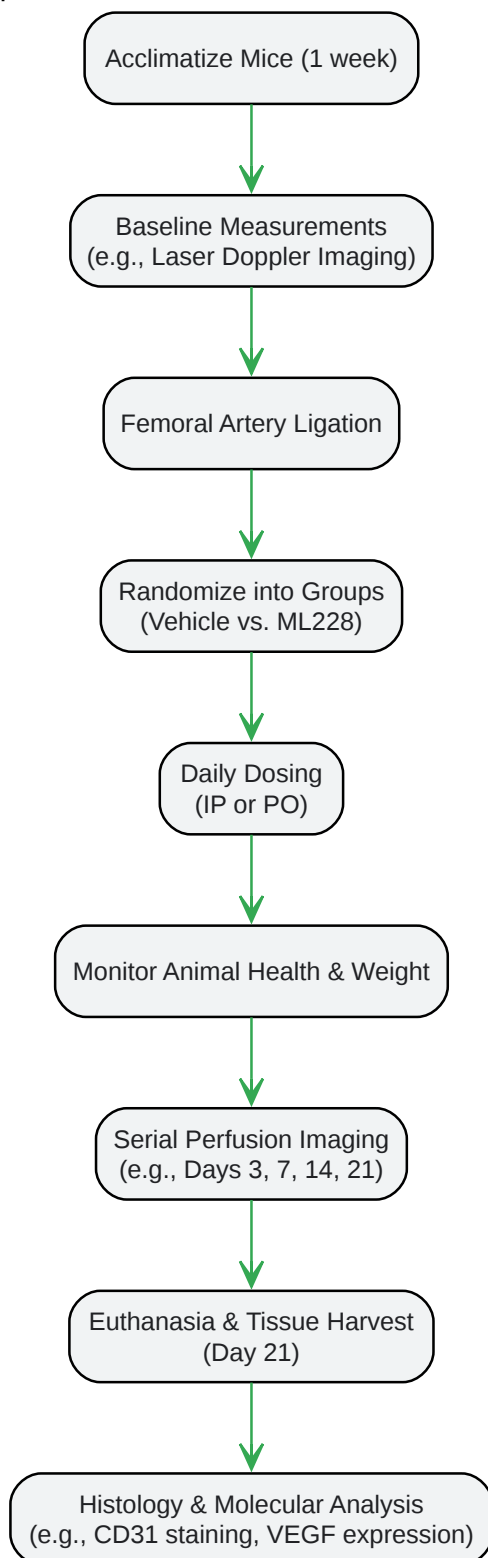 Acclimatize Mice (1 week)
Baseline Measurements
(e.g., Laser Doppler Imaging)
Femoral Artery Ligation
Randomize into Groups
(Vehicle vs. ML228)
Daily Dosing
(IP or PO)
Monitor Animal Health & Weight
Serial Perfusion Imaging
(e.g., Days 3, 7, 14, 21)
Euthanasia & Tissue Harvest
(Day 21)
Histology & Molecular Analysis
(e.g., CD31 staining, VEGF expression)